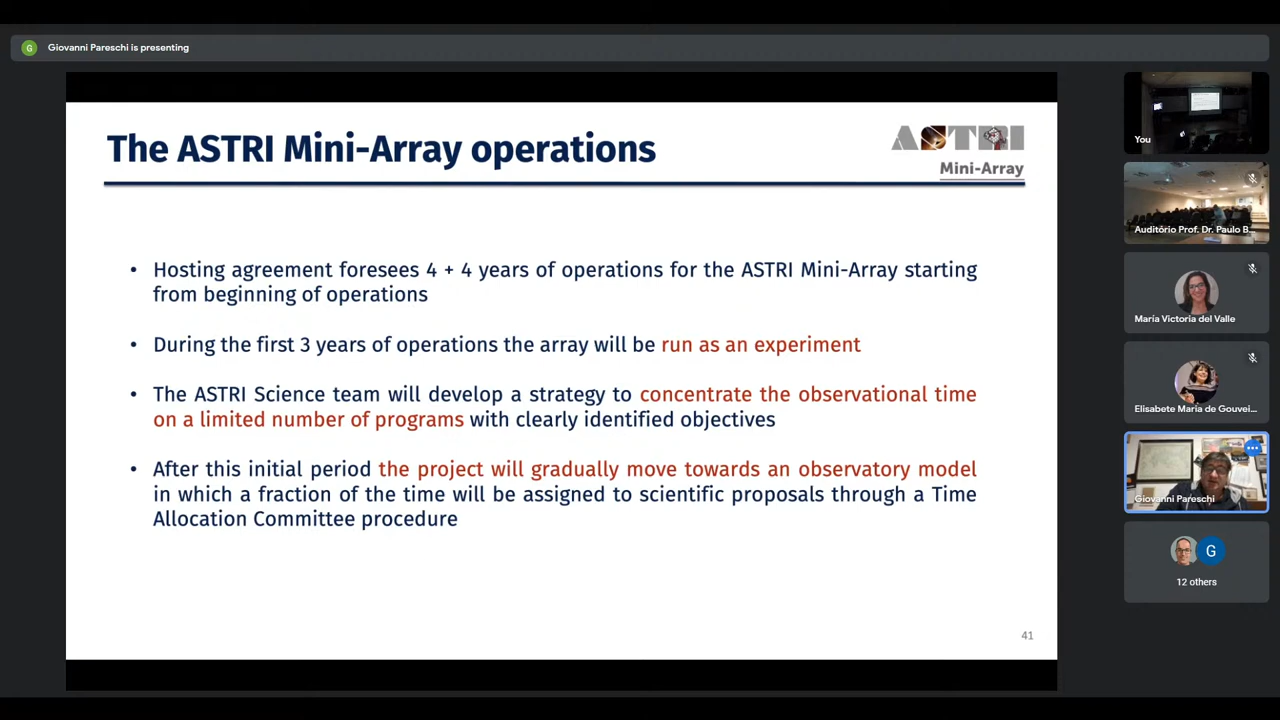 G
Giovanni Pareschi is presenting
The ASTRI Mini-Array operations
ASTRI
Mini-Array
• Hosting agreement foresees 4 + 4 years of operations for the ASTRI Mini-Array starting
from beginning of operations
• During the first 3 years of operations the array will be run as an experiment
• The ASTRI Science team will develop a strategy to concentrate the observational time
on a limited number of programs with clearly identified objectives
• After this initial period the project will gradually move towards an observatory model
in which a fraction of the time will be assigned to scientific proposals through a Time
Allocation Committee procedure
41
You
Auditório Prof. Dr. Paulo B...
María Victoria del Valle
Elisabete Maria de Gouvei...
Giovanni Pareschi
G
12 others